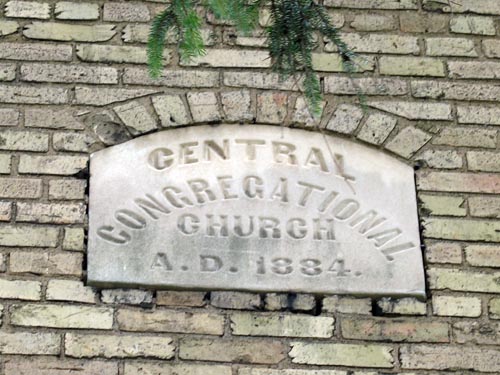 CENTRAL
CONGREGATIONAL
CHURCH
A. D. 1884.